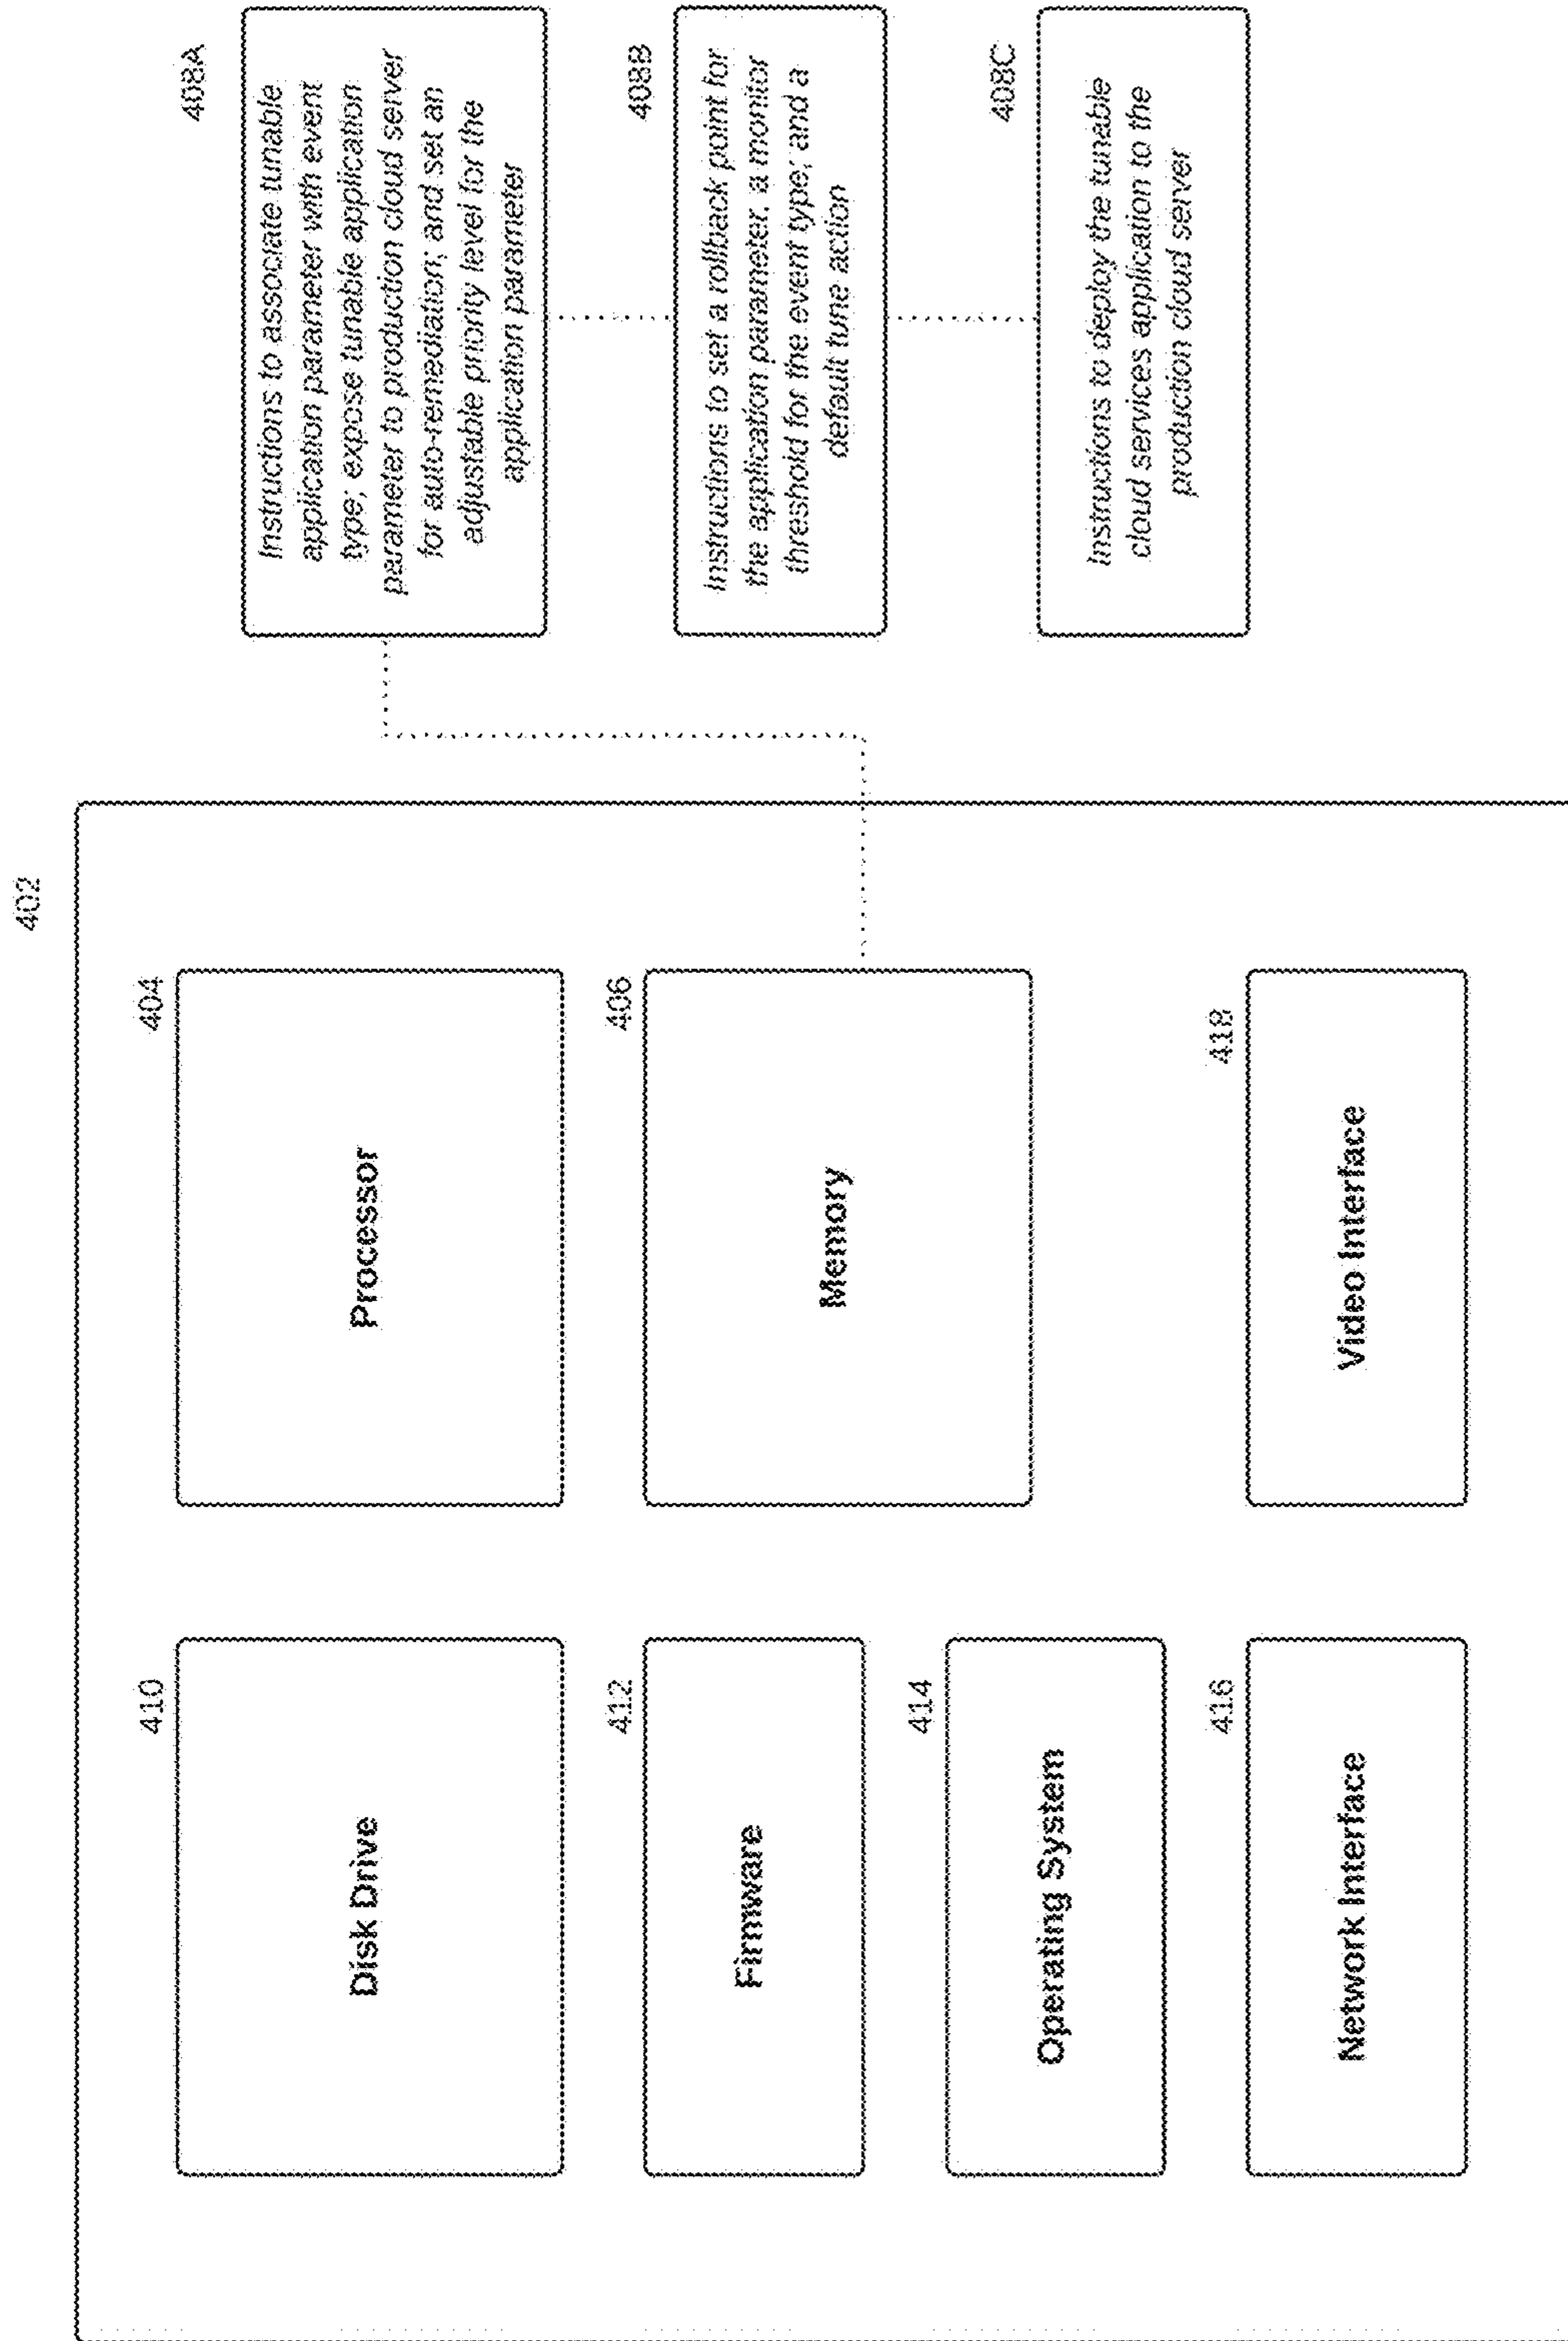 402
410
Disk Drive
412
Firmware
414
Operating System
416
Network Interface
404
Processor
406
Memory
418
Video Interface
408A
Instructions to associate tunable
application parameter with event
type; expose tunable application
parameter to production cloud server
for auto-remediation; and set an
adjustable priority level for the
application parameter
408B
Instructions to set a rollback point for
the application parameter, a monitor
threshold for the event type; and a
default tune action
408C
Instructions to deploy the tunable
cloud services application to the
production cloud server